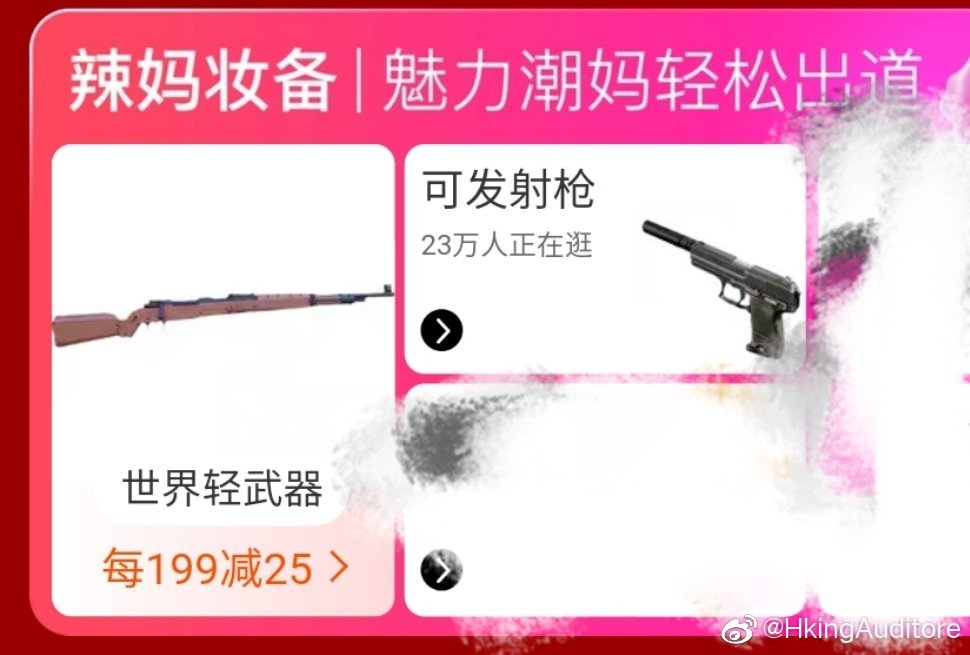 辣妈妆备|魅力潮妈轻松出道
可发射枪
23万人正在逛
世界轻武器
每199减25 >
@HkingAuditore